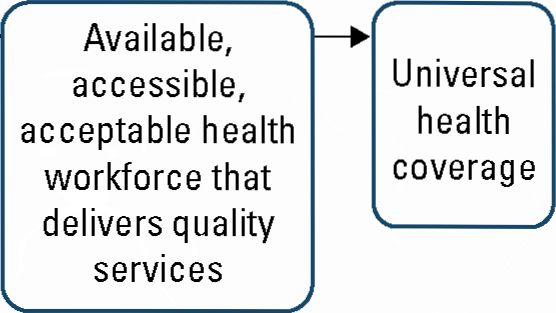 Available,
accessible,
acceptable health
workforce that
delivers quality
services
Universal
health
coverage